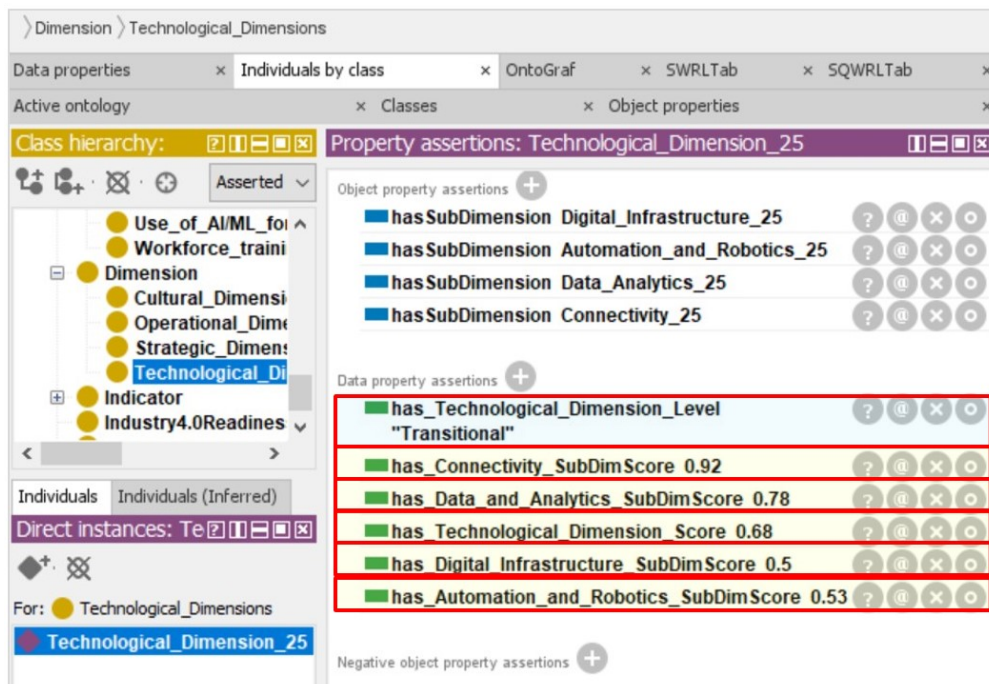 Dimension Technological_Dimensions
Data properties × Individuals by class × OntoGraf × SWRLTab × SQWRLTab ×
Active ontology × Classes × Object properties ×
Class hierarchy:
Asserted
Use_of_AI/ML_for
Workforce_traini
Dimension
Cultural_Dimensi
Operational_Dime
Strategic_Dimens
Technological_Di
Indicator
Industry4.0Readines
Individuals Individuals (Inferred)
Direct instances: Te
For: Technological_Dimensions
Technological_Dimension_25
Property assertions: Technological_Dimension_25
Object property assertions
hasSubDimension Digital_Infrastructure_25
hasSubDimension Automation_and_Robotics_25
hasSubDimension Data_Analytics_25
hasSubDimension Connectivity_25
Data property assertions
has_Technological_Dimension_Level
"Transitional"
has_Connectivity_SubDimScore 0.92
has_Data_and_Analytics_SubDimScore 0.78
has_Technological_Dimension_Score 0.68
has_Digital_Infrastructure_SubDimScore 0.5
has_Automation_and_Robotics_SubDimScore 0.53
Negative object property assertions